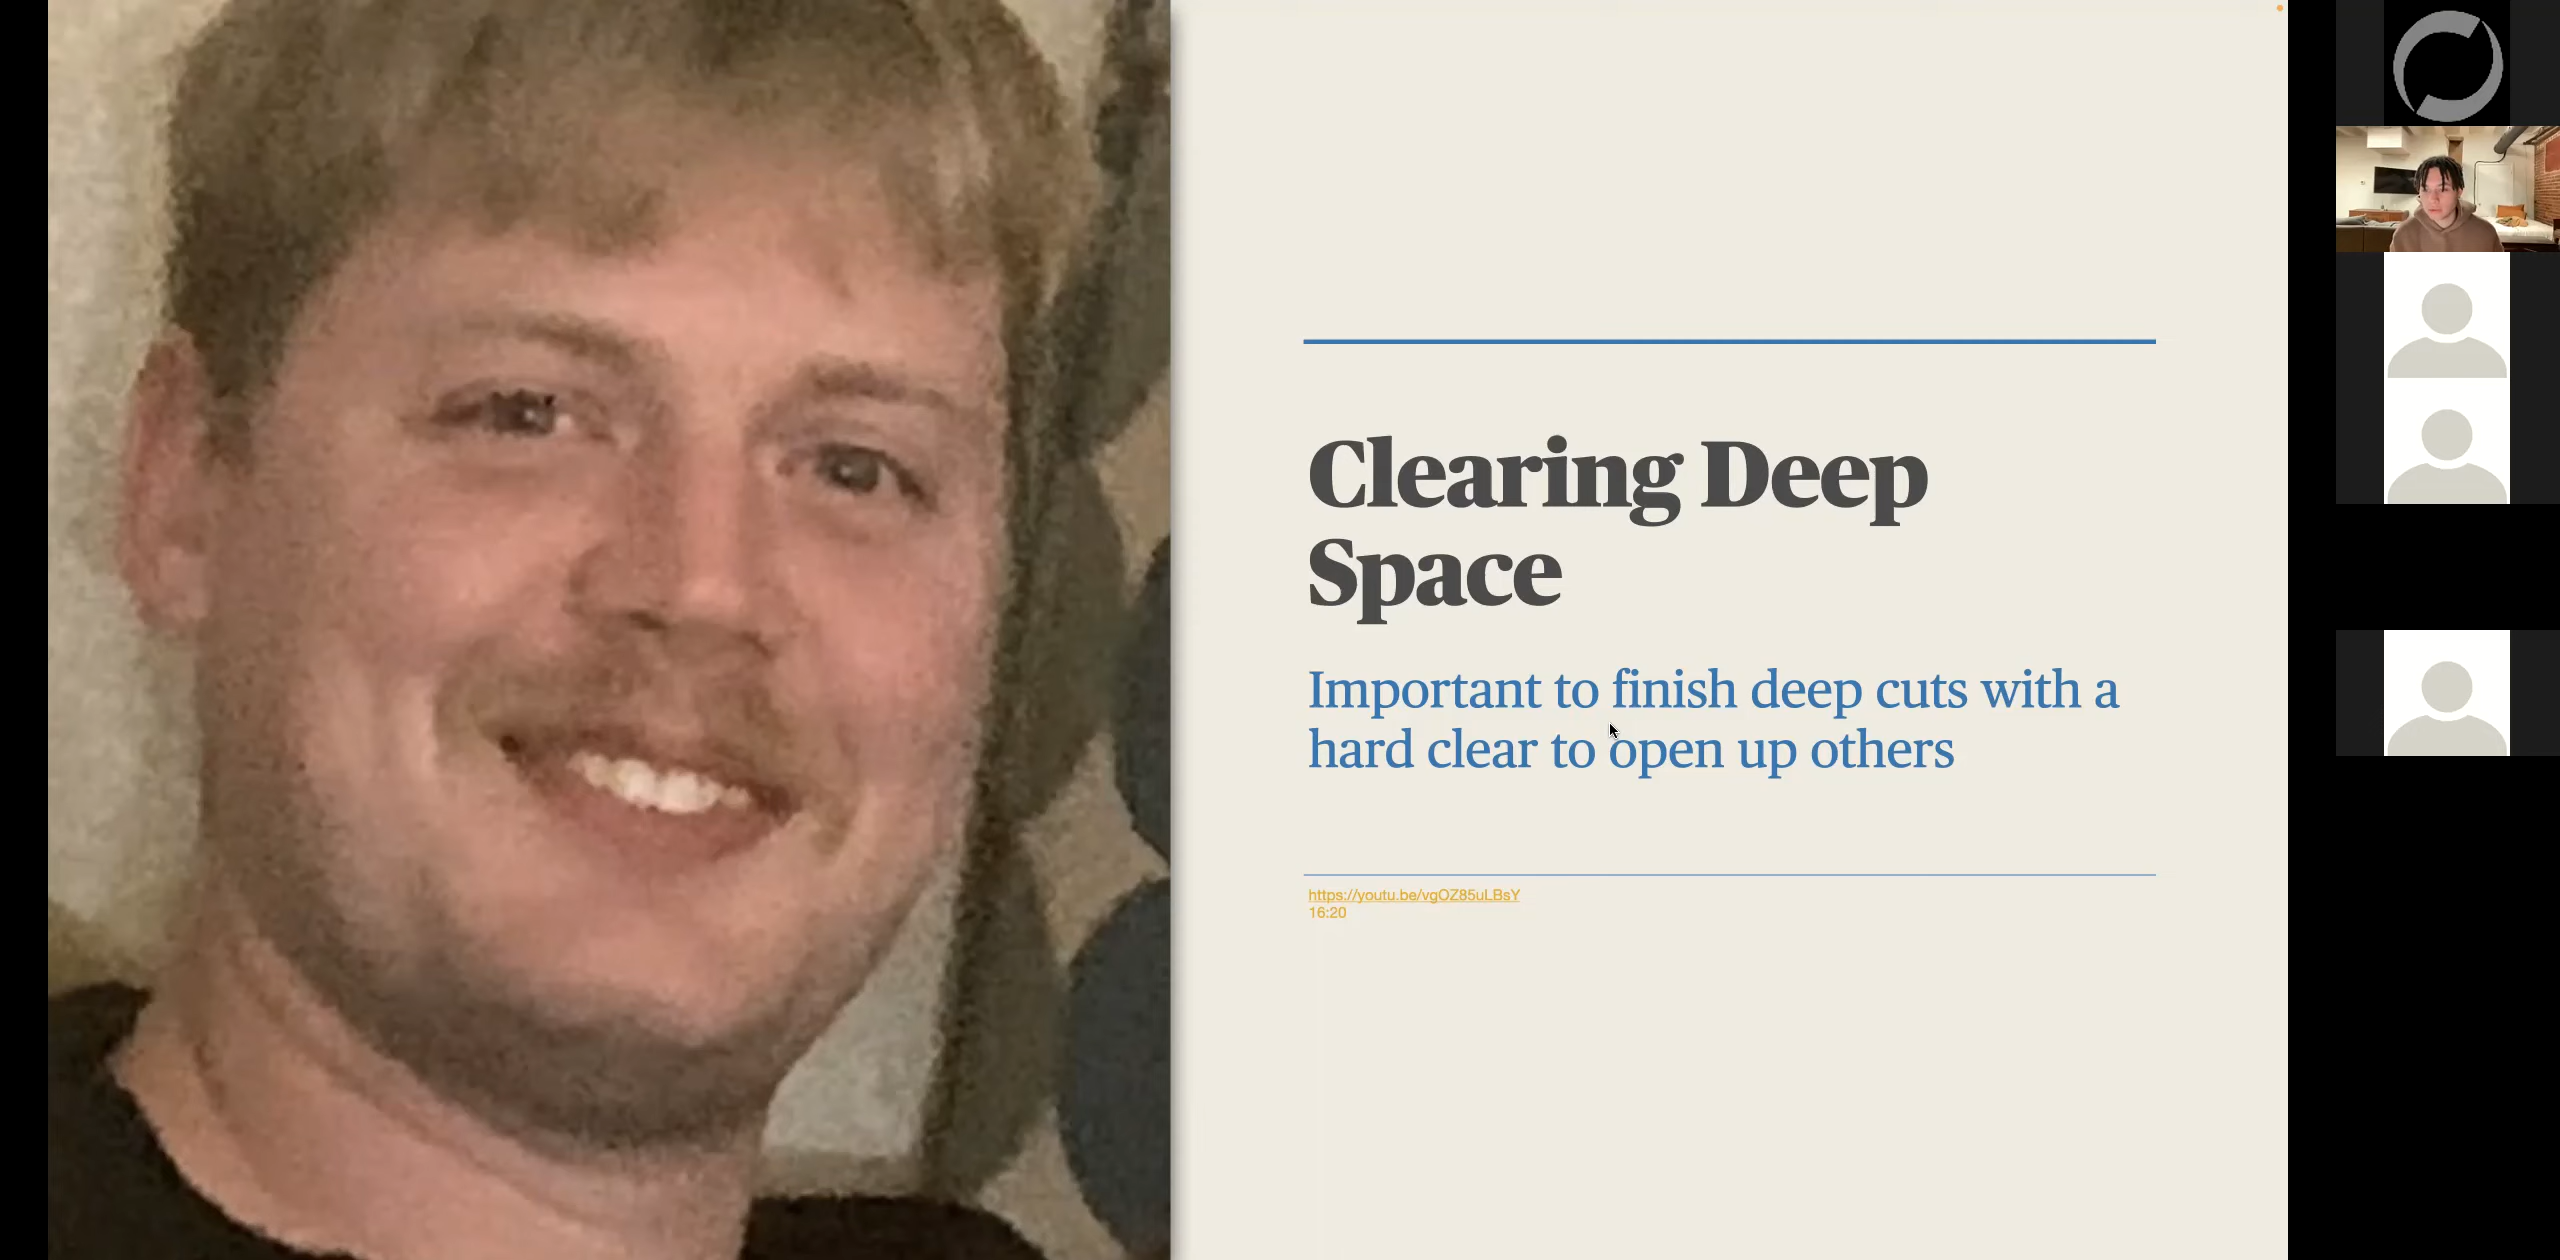 Clearing Deep
Space
Important to finish deep cuts with a
hard clear to open up others
https://youtu.be/vgOZ85uLBsY
16:20